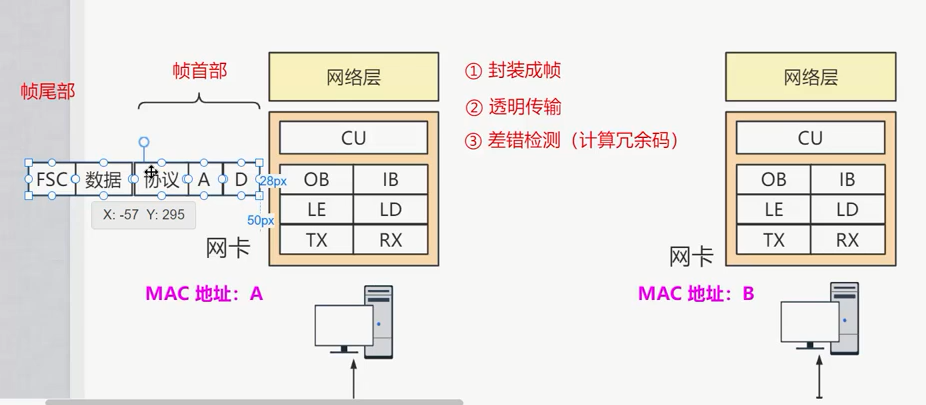 帧尾部
帧首部
FSC 数据 协议 A D
28px
50px
X: -57 Y: 295
网络层
CU
OB IB
LE LD
TX RX
网卡
MAC 地址：A
① 封装成帧
② 透明传输
③ 差错检测（计算冗余码）
网络层
CU
OB IB
LE LD
TX RX
网卡
MAC 地址：B